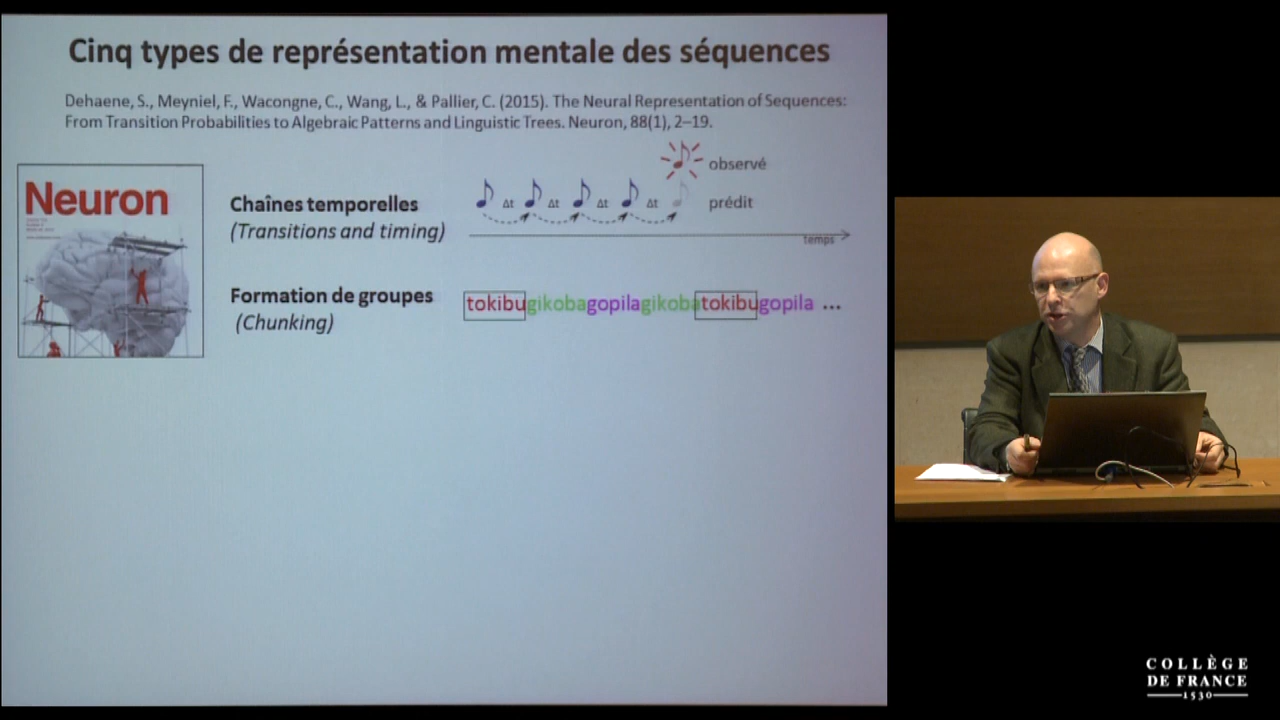 Cinq types de représentation mentale des séquences
Dehaene, S., Meyniel, F., Wacongne, C., Wang, L., & Pallier, C. (2015). The Neural Representation of Sequences:
From Transition Probabilities to Algebraic Patterns and Linguistic Trees. Neuron, 88(1), 2–19.
Neuron
Chaînes temporelles
(Transitions and timing)
observé
Δt Δt Δt Δt
prédit
temps
Formation de groupes
(Chunking)
tokibugikobagopilagikobatokibugopila ...
COLLÈGE
DE FRANCE
1530